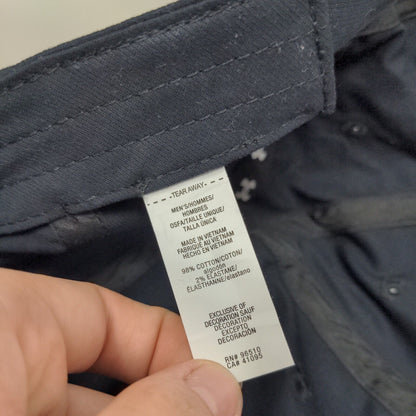 - - -TEAR AWAY- - -
MEN'S/HOMMES/
HOMBRES
OSFA/TAILLE UNIQUE/
TALLA UNICA
MADE IN VIETNAM
FABRIQUÉ AU VIETNAM
HECHO EN VIETNAM
98% COTTON/COTON/
algodón
2% ELASTANE/
ÉLASTHANNE/elastano
EXCLUSIVE OF
DECORATION SAUF
DÉCORATION
EXCEPTO
DECORACIÓN
RN# 96510
CA# 41095